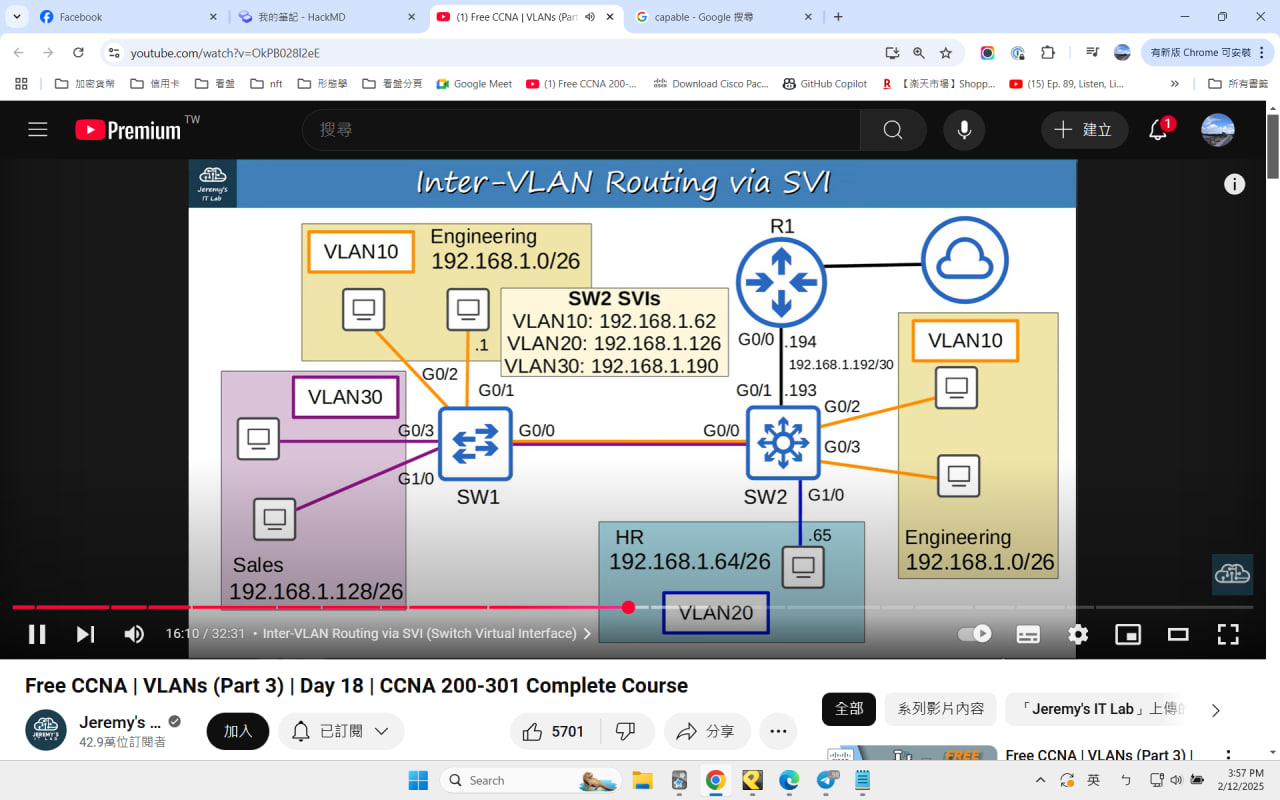 Facebook
我的筆記 - HackMD
(1) Free CCNA | VLANs (Part
capable - Google 搜尋
youtube.com/watch?v=OkPB028l2eE
有新版 Chrome 可安裝
加密貨幣
信用卡
看盤
nft
形態學
看盤分頁
Google Meet
(1) Free CCNA 200-...
Download Cisco Pac...
GitHub Copilot
【楽天市場】Shopp...
(15) Ep. 89, Listen, Li...
»
所有書籤
Premium TW
搜尋
建立
1
Jeremy's
IT Lab
Inter-VLAN Routing via SVI
VLAN10
Engineering
192.168.1.0/26
.1
SW2 SVIs
VLAN10: 192.168.1.62
VLAN20: 192.168.1.126
VLAN30: 192.168.1.190
R1
G0/0 .194
192.168.1.192/30
G0/1 .193
VLAN10
G0/2
G0/1
VLAN30
G0/3
G0/0
G0/0
G0/2
G0/3
G1/0
SW1
SW2
G1/0
Sales
192.168.1.128/26
HR
.65
192.168.1.64/26
VLAN20
Engineering
192.168.1.0/26
16:10 / 32:31 • Inter-VLAN Routing via SVI (Switch Virtual Interface)
Free CCNA | VLANs (Part 3) | Day 18 | CCNA 200-301 Complete Course
Jeremy's ...
42.9萬位訂閱者
加入
已訂閱
5701
分享
全部
系列影片內容
「Jeremy's IT Lab」上傳的
FREE
Free CCNA | VLANs (Part 3) |
Search
英
3:57 PM
2/12/2025